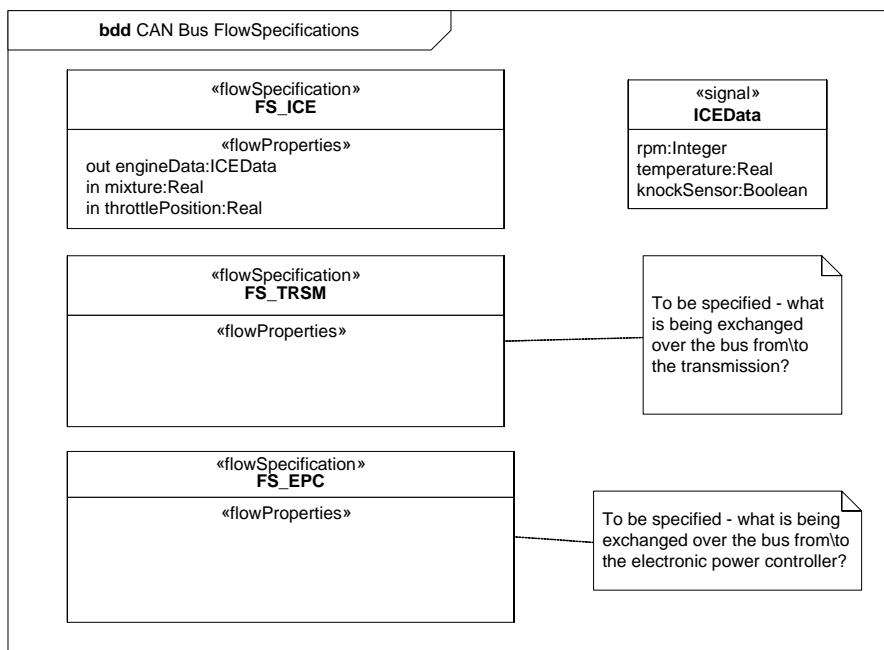 bdd CAN Bus FlowSpecifications
«flowSpecification»
FS_ICE
«flowProperties»
out engineData:ICEData
in mixture:Real
in throttlePosition:Real
«signal»
ICEData
rpm:Integer
temperature:Real
knockSensor:Boolean
«flowSpecification»
FS_TRSM
«flowProperties»
To be specified - what
is being exchanged
over the bus from\to
the transmission?
«flowSpecification»
FS_EPC
«flowProperties»
To be specified - what is being
exchanged over the bus from\to
the electronic power controller?